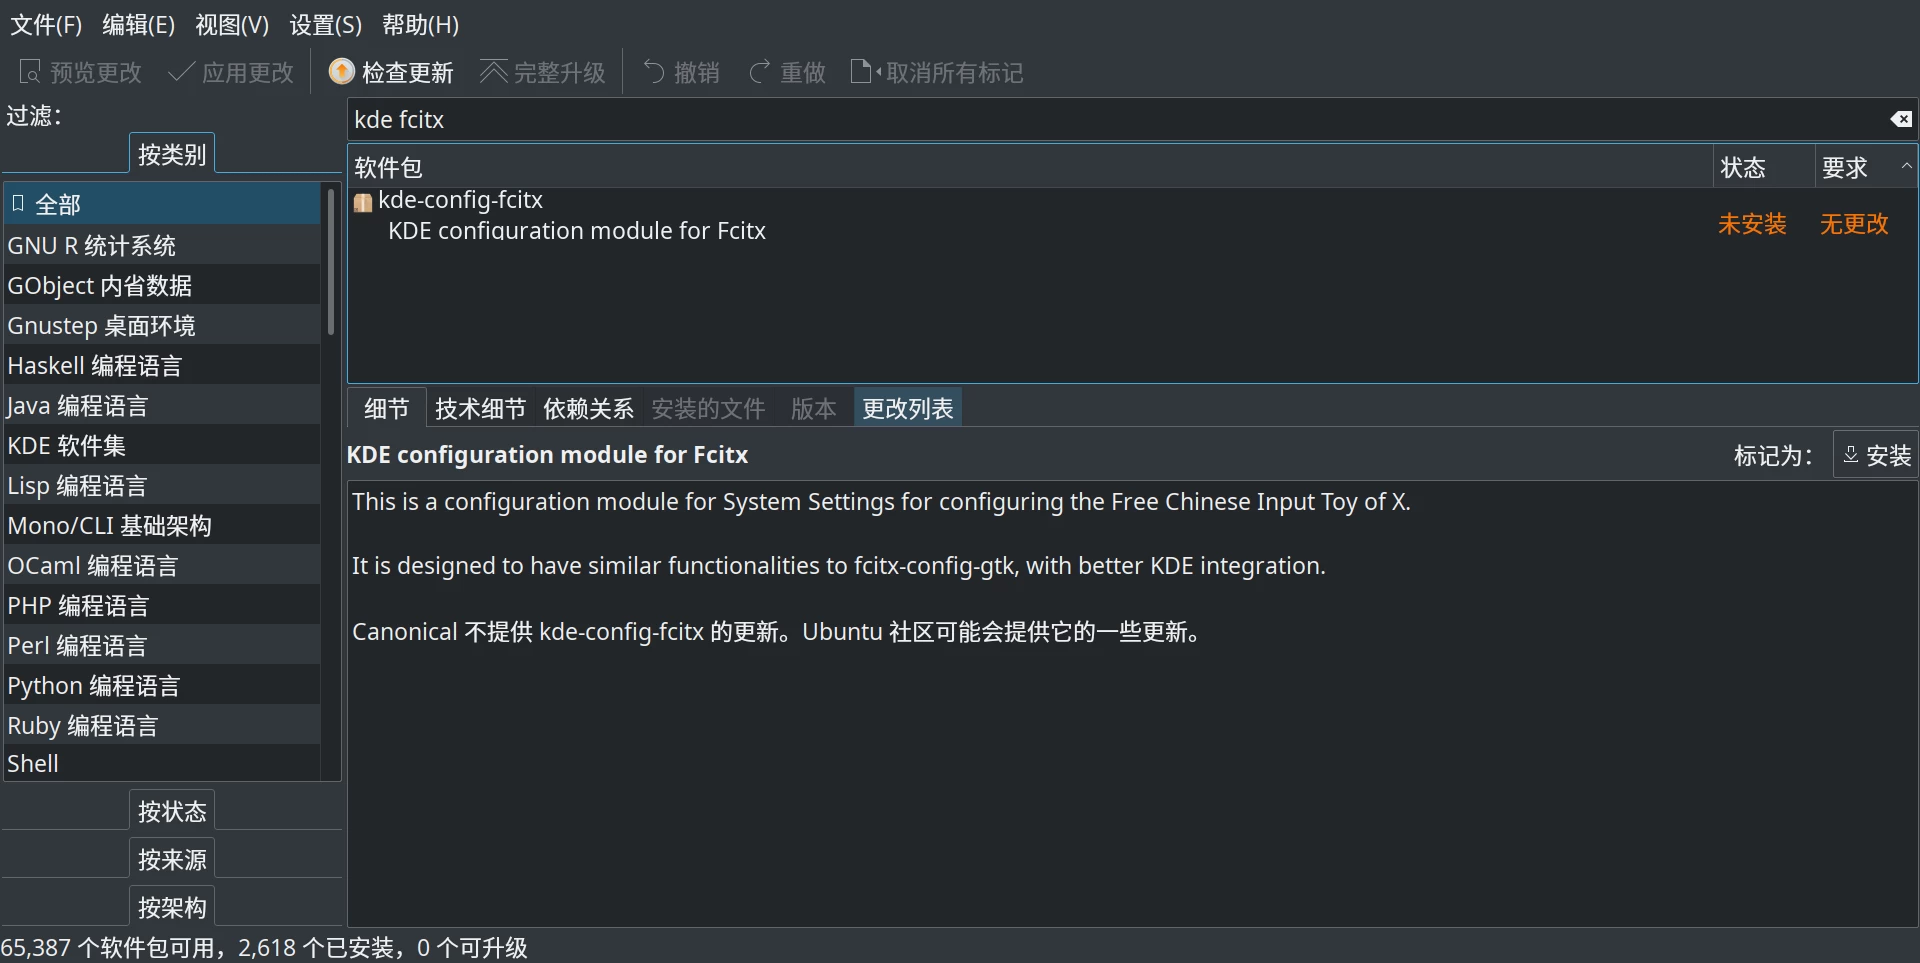 文件(F) 编辑(E) 视图(V) 设置(S) 帮助(H)
预览更改 应用更改 检查更新 完整升级 撤销 重做 取消所有标记
过滤：
kde fcitx
按类别
软件包 状态 要求
全部
GNU R 统计系统
GObject 内省数据
Gnustep 桌面环境
Haskell 编程语言
Java 编程语言
KDE 软件集
Lisp 编程语言
Mono/CLI 基础架构
OCaml 编程语言
PHP 编程语言
Perl 编程语言
Python 编程语言
Ruby 编程语言
Shell
按状态
按来源
按架构
kde-config-fcitx
KDE configuration module for Fcitx
未安装 无更改
细节 技术细节 依赖关系 安装的文件 版本 更改列表
KDE configuration module for Fcitx
标记为： 安装
This is a configuration module for System Settings for configuring the Free Chinese Input Toy of X.
It is designed to have similar functionalities to fcitx-config-gtk, with better KDE integration.
Canonical 不提供 kde-config-fcitx 的更新。Ubuntu 社区可能会提供它的一些更新。
65,387 个软件包可用，2,618 个已安装，0 个可升级